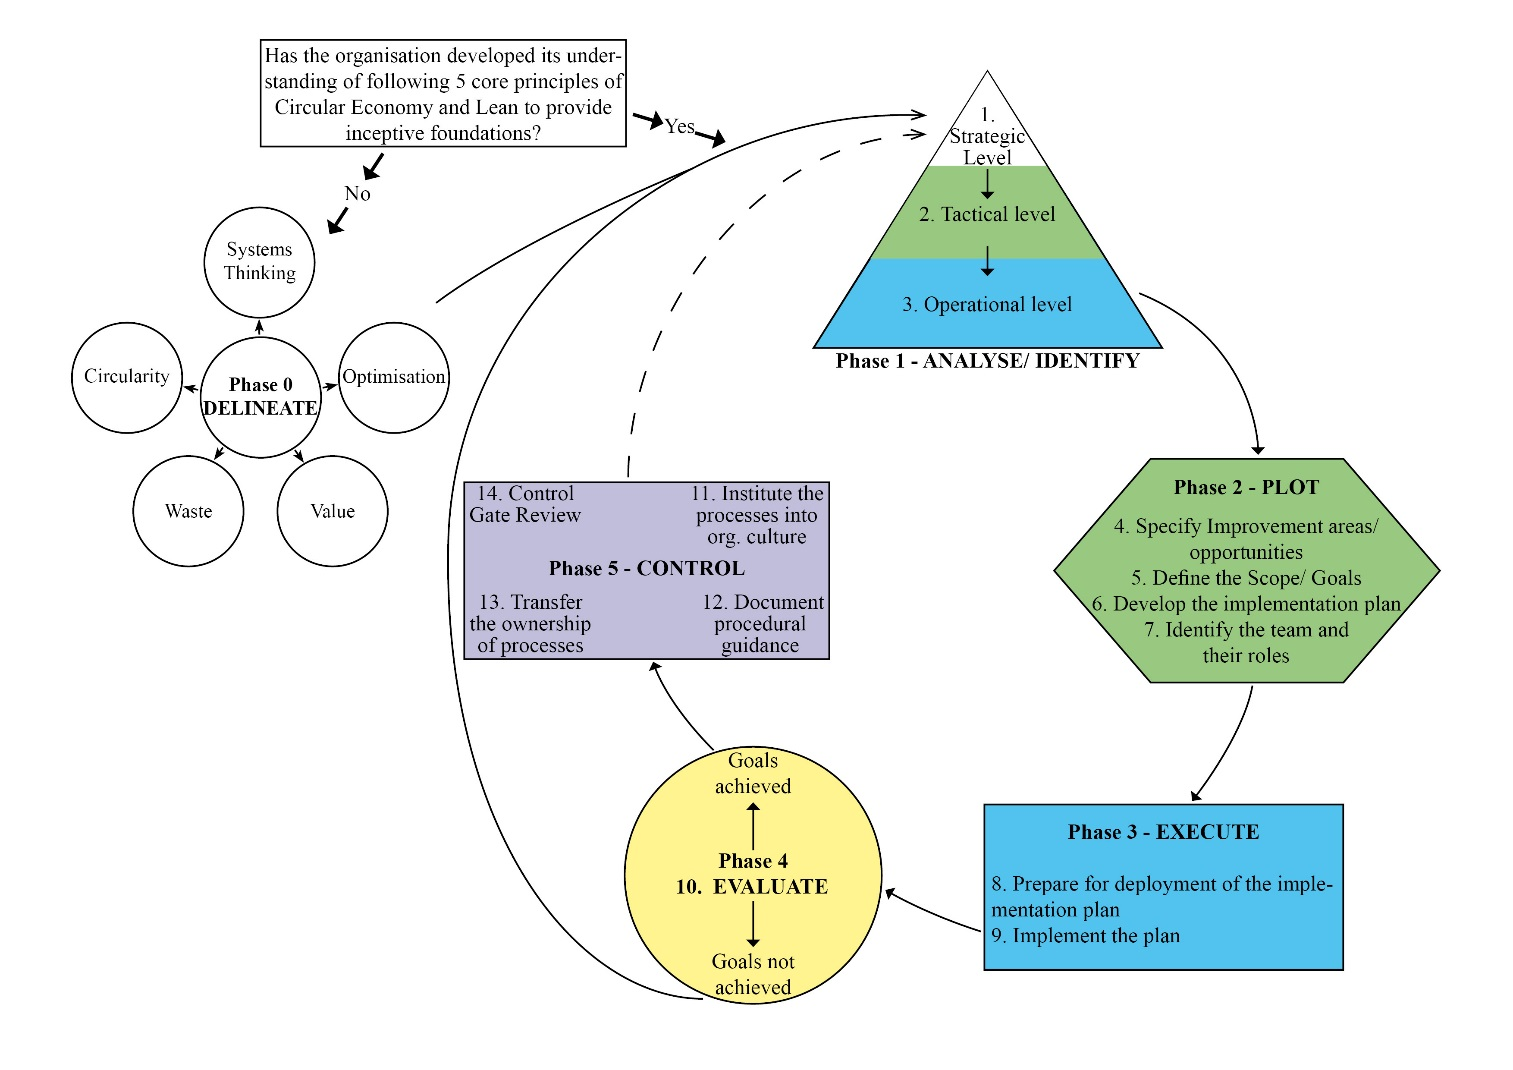 Has the organisation developed its under-
standing of following 5 core principles of
Circular Economy and Lean to provide
inceptive foundations?
Yes
No
Systems
Thinking
Circularity
Phase 0
DELINEATE
Optimisation
Waste
Value
1.
Strategic
Level
2. Tactical level
3. Operational level
Phase 1 - ANALYSE/ IDENTIFY
Phase 2 - PLOT
4. Specify Improvement areas/
opportunities
5. Define the Scope/ Goals
6. Develop the implementation plan
7. Identify the team and
their roles
Phase 3 - EXECUTE
8. Prepare for deployment of the imple-
mentation plan
9. Implement the plan
Goals
achieved
Phase 4
10. EVALUATE
Goals not
achieved
14. Control
Gate Review
11. Institute the
processes into
org. culture
Phase 5 - CONTROL
13. Transfer
the ownership
of processes
12. Document
procedural
guidance